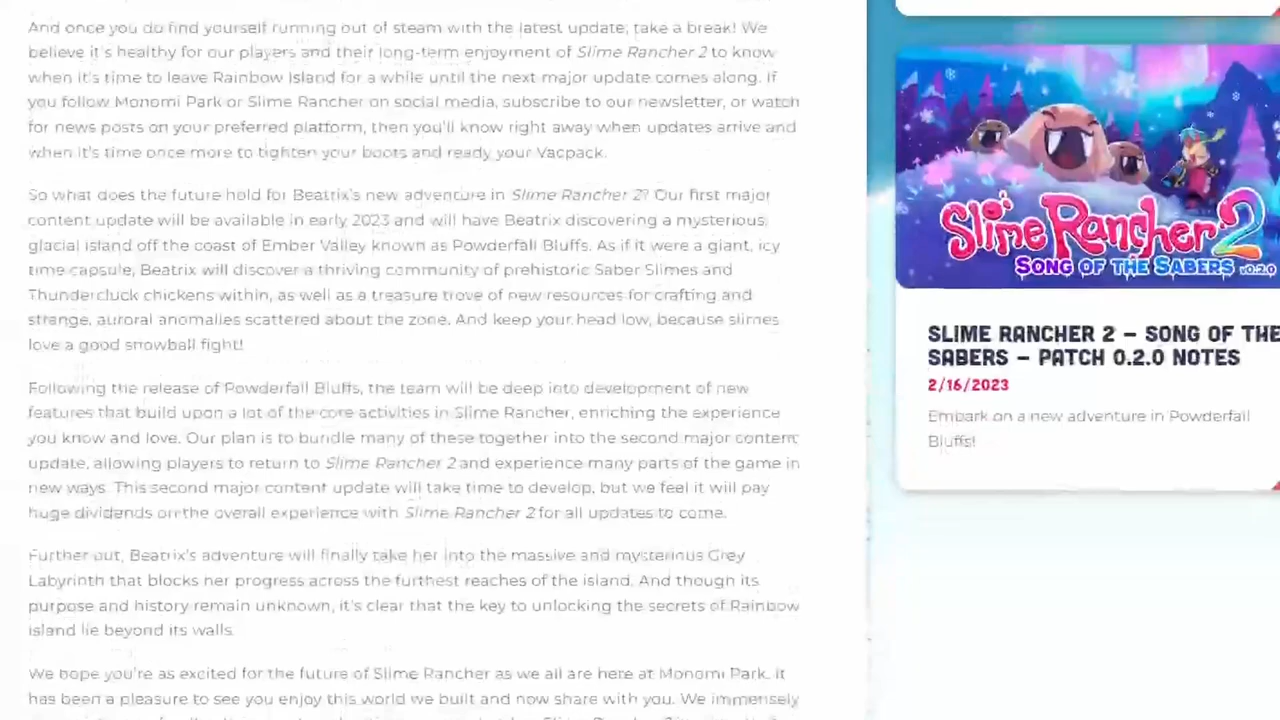 And once you do find yourself running out of steam with the latest update, take a break! We
believe it's healthy for our players and their long-term enjoyment of Slime Rancher 2 to know
when it's time to leave Rainbow Island for a while until the next major update comes along. If
you follow Monomi Park or Slime Rancher on social media, subscribe to our newsletter, or watch
for news posts on your preferred platform, then you'll know right away when updates arrive and
when it's time once more to tighten your boots and ready your Vacpack.
So what does the future hold for Beatrix's new adventure in Slime Rancher 2? Our first major
content update will be available in early 2023 and will have Beatrix discovering a mysterious,
glacial island off the coast of Ember Valley known as Powderfall Bluffs. As if it were a giant, icy
time capsule, Beatrix will discover a thriving community of prehistoric Saber Slimes and
Thundercluck chickens within, as well as a treasure trove of new resources for crafting and
strange, auroral anomalies scattered about the zone. And keep your head low, because slimes
love a good snowball fight!
Following the release of Powderfall Bluffs, the team will be deep into development of new
features that build upon a lot of the core activities in Slime Rancher, enriching the experience
you know and love. Our plan is to bundle many of these together into the second major content
update, allowing players to return to Slime Rancher 2 and experience many parts of the game in
new ways. This second major content update will take time to develop, but we feel it will pay
huge dividends on the overall experience with Slime Rancher 2 for all updates to come.
Further out, Beatrix's adventure will finally take her into the massive and mysterious Grey
Labyrinth that blocks her progress across the furthest reaches of the island. And though its
purpose and history remain unknown, it's clear that the key to unlocking the secrets of Rainbow
Island lie beyond its walls.
We hope you're as excited for the future of Slime Rancher as we all are here at Monomi Park. It
has been a pleasure to see you enjoy this world we built and now share with you. We immensely
Slime Rancher 2
SONG OF THE SABERS v0.2.0
SLIME RANCHER 2 – SONG OF THE
SABERS – PATCH 0.2.0 NOTES
2/16/2023
Embark on a new adventure in Powderfall
Bluffs!